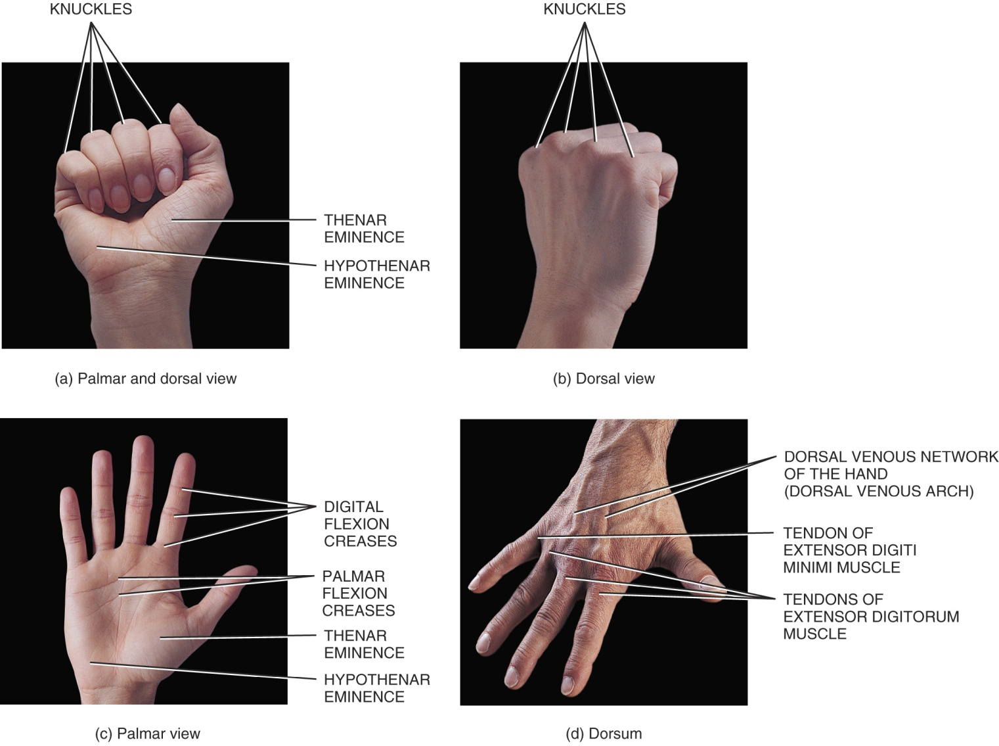 KNUCKLES
KNUCKLES
THENAR
EMINENCE
HYPOTHENAR
EMINENCE
(a) Palmar and dorsal view
(b) Dorsal view
DIGITAL
FLEXION
CREASES
PALMAR
FLEXION
CREASES
THENAR
EMINENCE
HYPOTHENAR
EMINENCE
DORSAL VENOUS NETWORK
OF THE HAND
(DORSAL VENOUS ARCH)
TENDON OF
EXTENSOR DIGITI
MINIMI MUSCLE
TENDONS OF
EXTENSOR DIGITORUM
MUSCLE
(c) Palmar view
(d) Dorsum